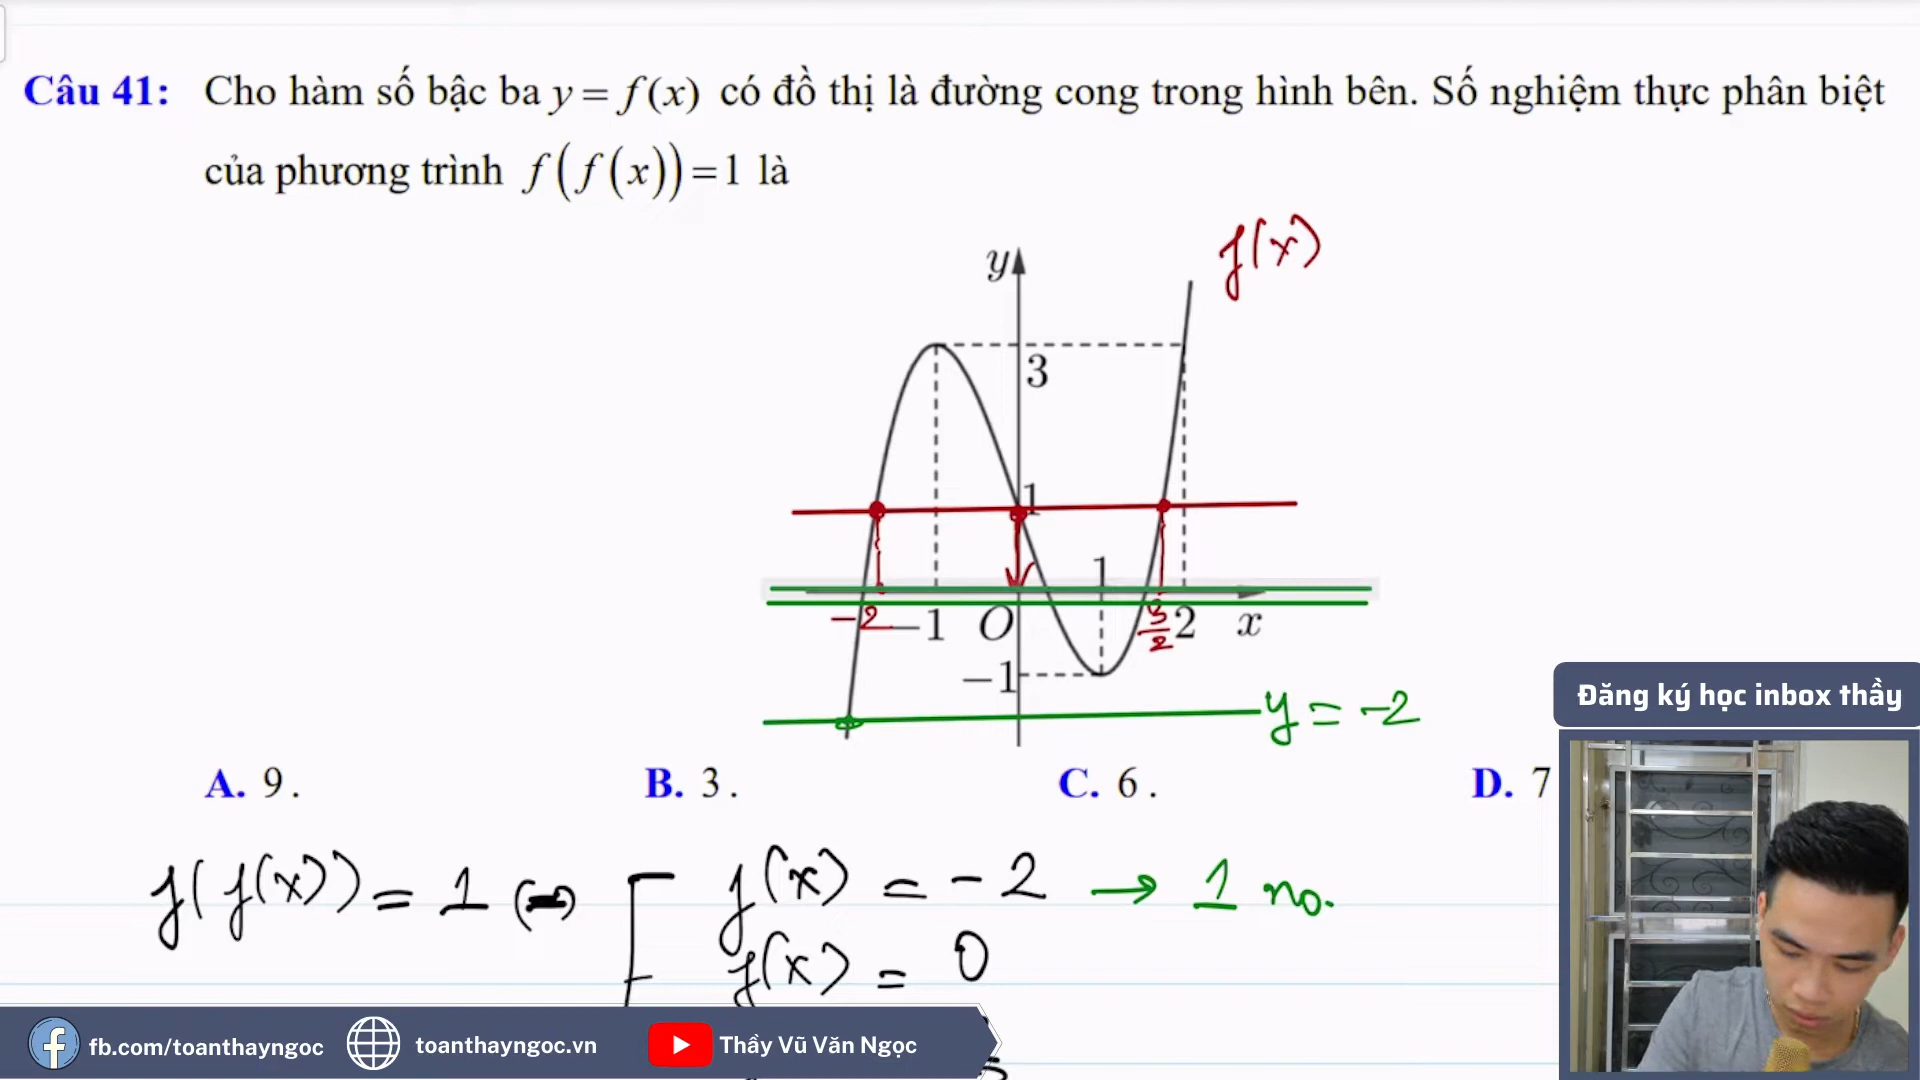 Câu 41: Cho hàm số bậc ba y = f(x) có đồ thị là đường cong trong hình bên. Số nghiệm thực phân biệt
của phương trình f(f(x)) = 1 là
f(x)
y
3
1
1
-2
-1
O
3/2
2
x
-1
y = -2
Đăng ký học inbox thầy
A. 9.
B. 3.
C. 6.
D. 7
f(f(x)) = 1 (=)
f(x) = -2 → 1 no.
f(x) = 0
fb.com/toanthayngoc
toanthayngoc.vn
Thầy Vũ Văn Ngọc